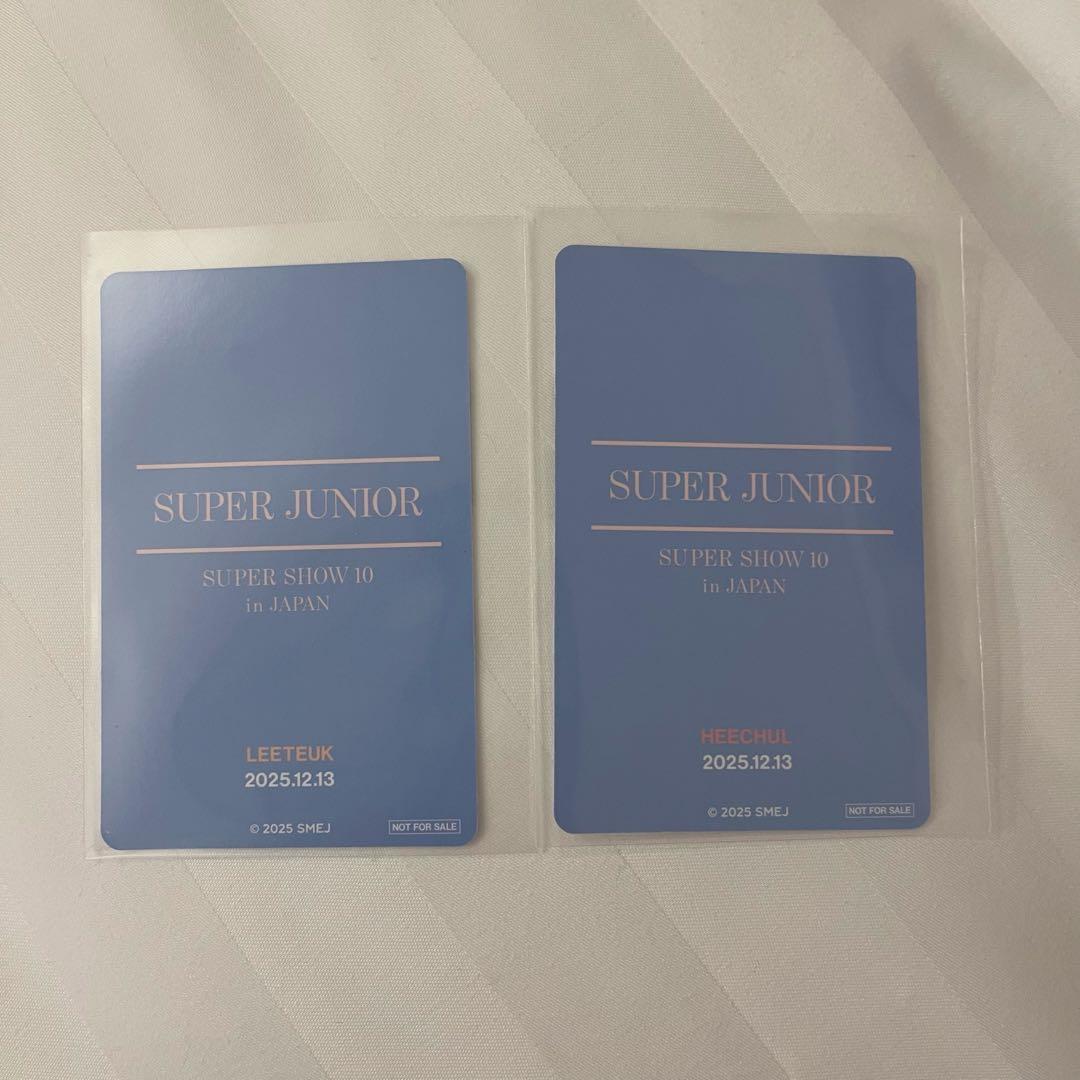 SUPER JUNIOR
SUPER SHOW 10
in JAPAN
LEETEUK
2025.12.13
© 2025 SMEJ
NOT FOR SALE
SUPER JUNIOR
SUPER SHOW 10
in JAPAN
HEECHUL
2025.12.13
© 2025 SMEJ
NOT FOR SALE